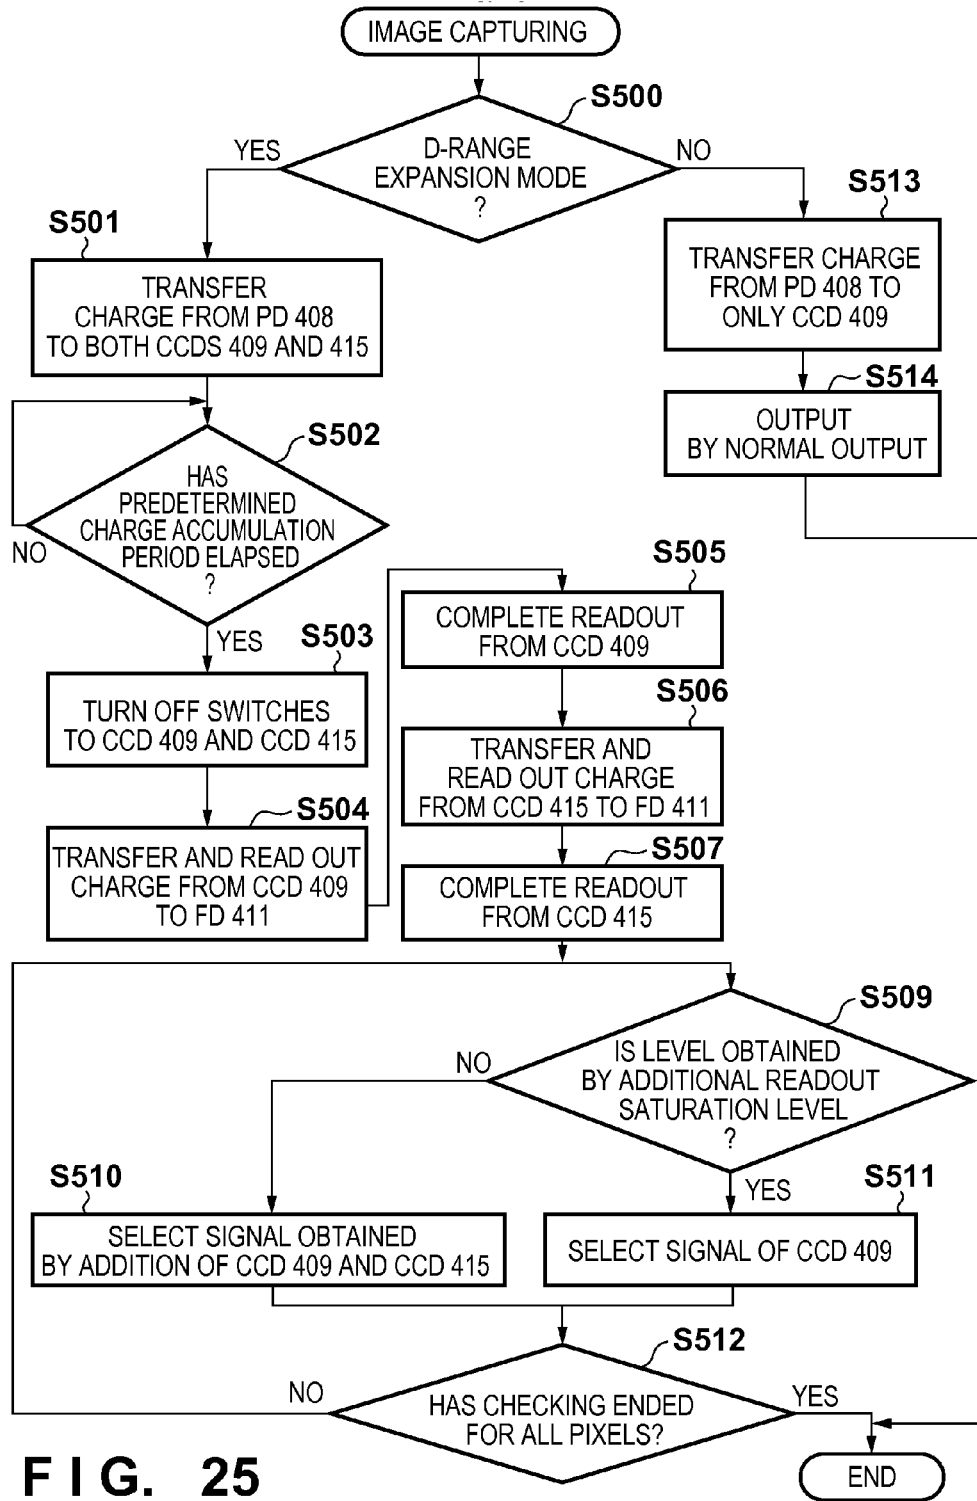 IMAGE CAPTURING
S500
D-RANGE
EXPANSION MODE
?
YES
NO
S501
TRANSFER
CHARGE FROM PD 408
TO BOTH CCDS 409 AND 415
S513
TRANSFER CHARGE
FROM PD 408 TO
ONLY CCD 409
S514
OUTPUT
BY NORMAL OUTPUT
S502
HAS
PREDETERMINED
CHARGE ACCUMULATION
PERIOD ELAPSED
?
NO
YES
S503
TURN OFF SWITCHES
TO CCD 409 AND CCD 415
S504
TRANSFER AND READ OUT
CHARGE FROM CCD 409
TO FD 411
S505
COMPLETE READOUT
FROM CCD 409
S506
TRANSFER AND
READ OUT CHARGE
FROM CCD 415 TO FD 411
S507
COMPLETE READOUT
FROM CCD 415
S509
IS LEVEL OBTAINED
BY ADDITIONAL READOUT
SATURATION LEVEL
?
NO
YES
S510
SELECT SIGNAL OBTAINED
BY ADDITION OF CCD 409 AND CCD 415
S511
SELECT SIGNAL OF CCD 409
S512
HAS CHECKING ENDED
FOR ALL PIXELS?
NO
YES
END
FIG. 25